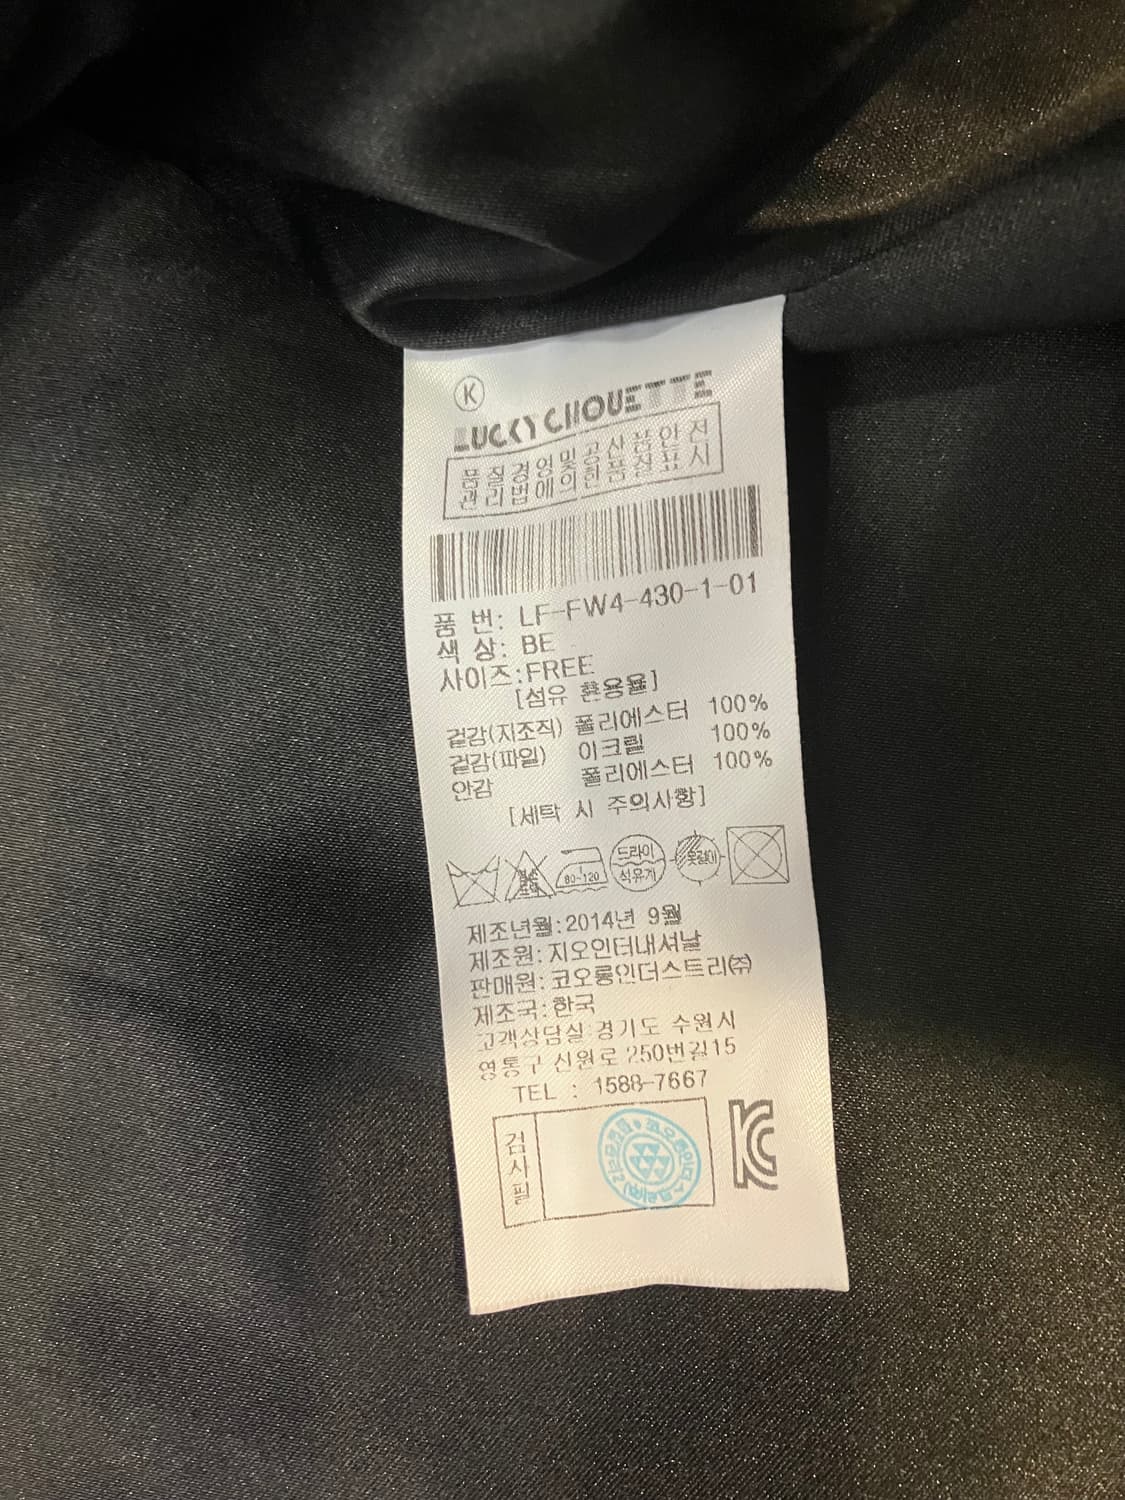 K
LUCKY CHOUETTE
품질경영및공산품안전
관리법에의한품질표시
품 번: LF-FW4-430-1-01
색 상: BE
사이즈:FREE
[섬유 혼용율]
겉감(지조직) 폴리에스터 100%
겉감(파일) 아크릴 100%
안감 폴리에스터 100%
[세탁 시 주의사항]
80~120
드라이
석유계
옷걸이
제조년월:2014년 9월
제조원:지오인터내셔날
판매원:코오롱인더스트리㈜
제조국:한국
고객상담실:경기도 수원시
영통구 신원로 250번길15
TEL : 1588-7667
검사필
KC